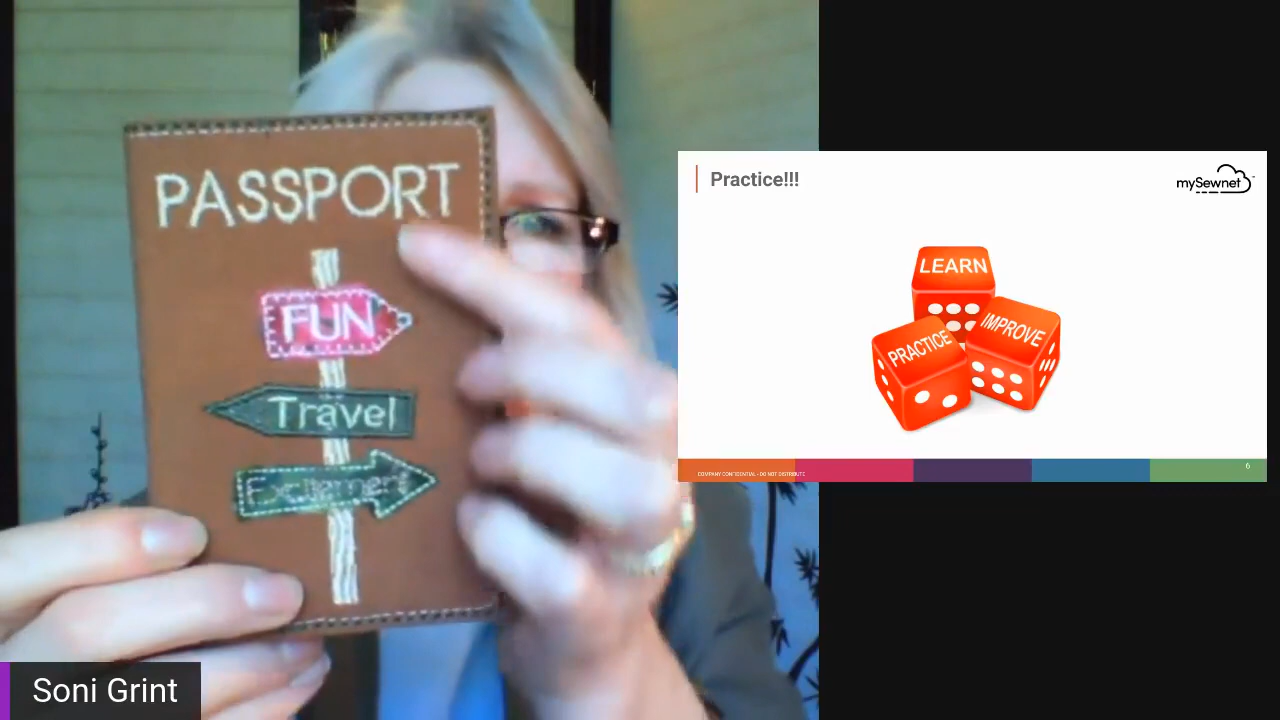 PASSPORT
FUN
Travel
Excitement
Soni Grint
Practice!!!
mySewnet
LEARN
PRACTICE
IMPROVE
COMPANY CONFIDENTIAL - DO NOT DISTRIBUTE
6